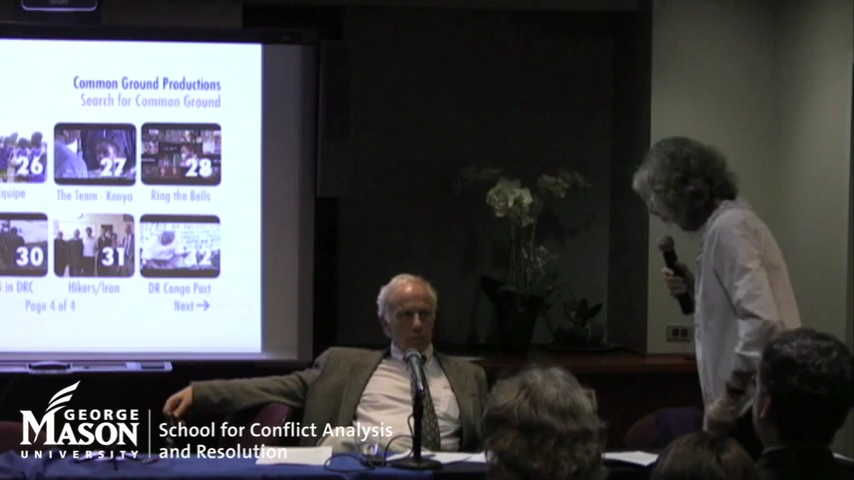 Common Ground Productions
Search for Common Ground
26
27
28
quipe
The Team - Kenya
Ring the Bells
30
31
32
in DRC
Hikers/Iran
DR Congo Pact
Page 4 of 4
Next →
GEORGE
MASON
UNIVERSITY
School for Conflict Analysis
and Resolution